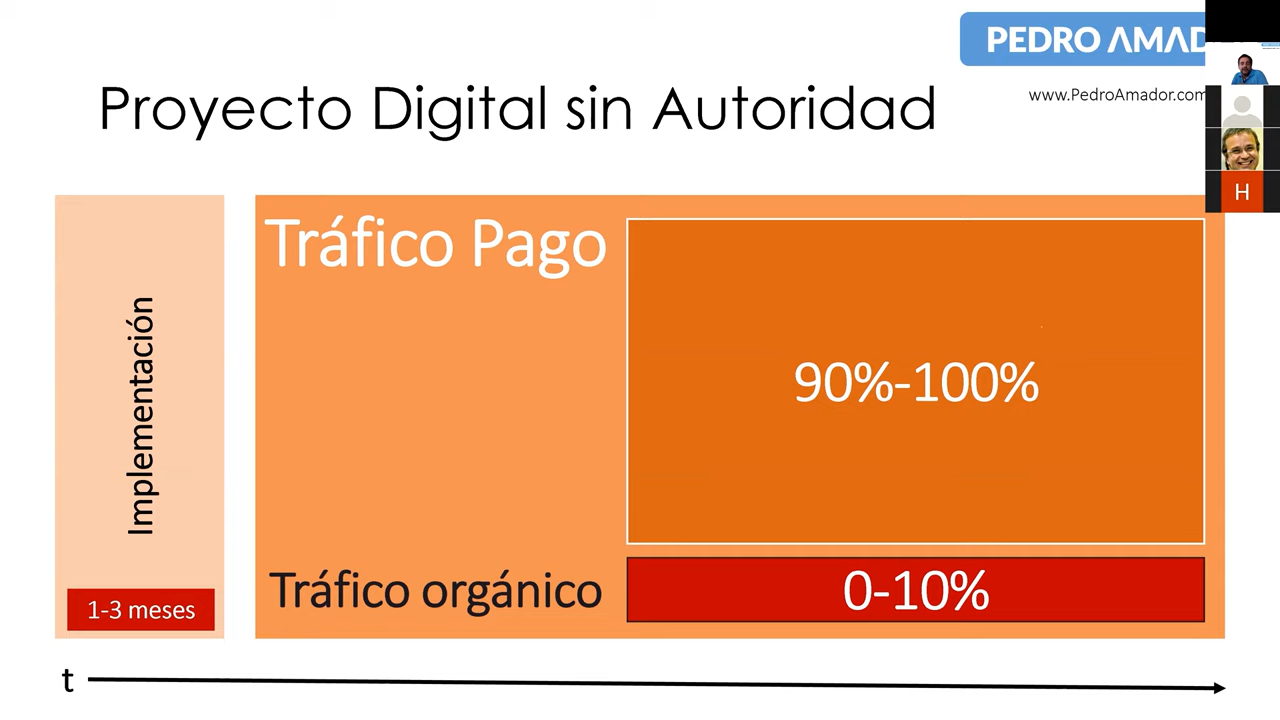 PEDRO AMAD
www.PedroAmador.com
Proyecto Digital sin Autoridad
H
Tráfico Pago
90%-100%
Implementación
Tráfico orgánico
0-10%
1-3 meses
t